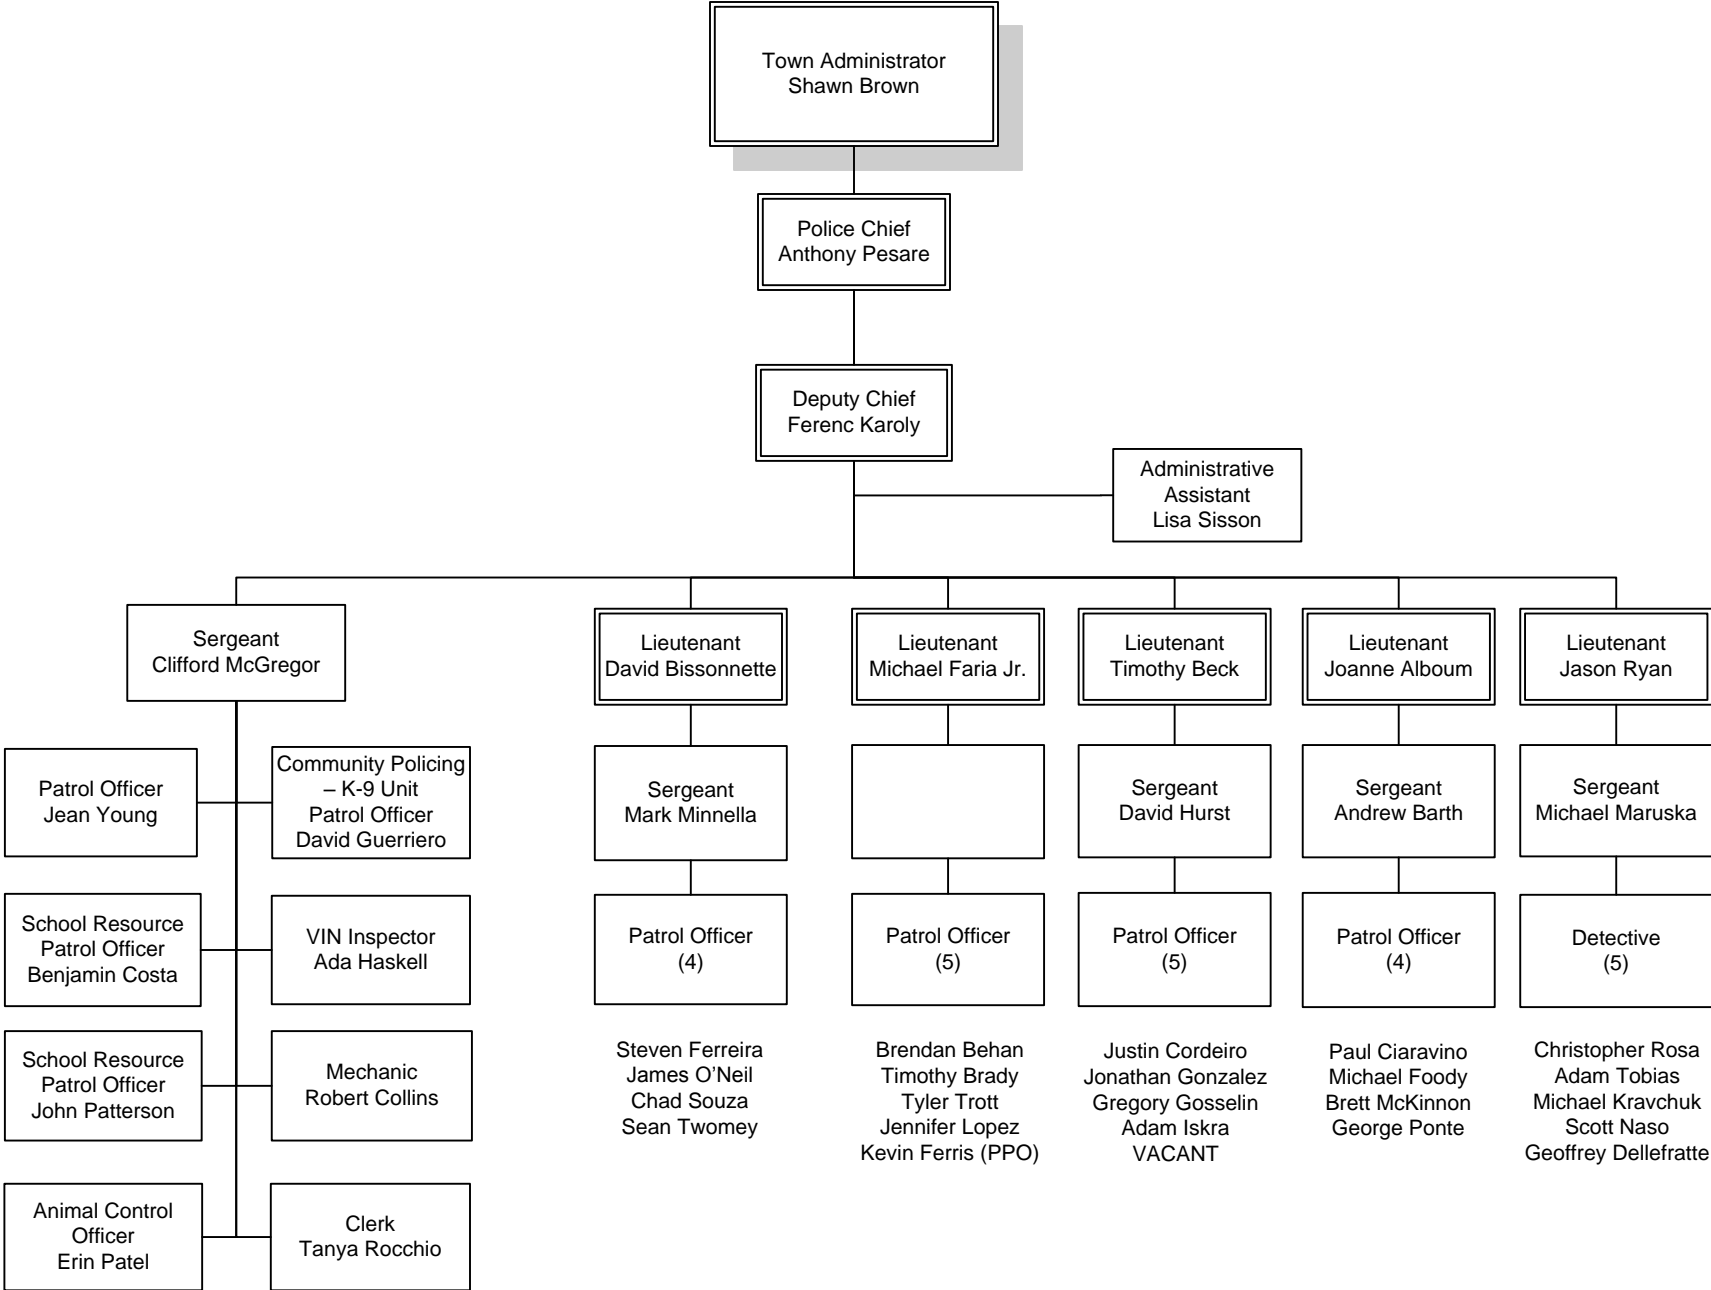 Town Administrator
Shawn Brown
Police Chief
Anthony Pesare
Deputy Chief
Ferenc Karoly
Administrative
Assistant
Lisa Sisson
Sergeant
Clifford McGregor
Lieutenant
David Bissonnette
Lieutenant
Michael Faria Jr.
Lieutenant
Timothy Beck
Lieutenant
Joanne Alboum
Lieutenant
Jason Ryan
Patrol Officer
Jean Young
Community Policing
– K-9 Unit
Patrol Officer
David Guerriero
Sergeant
Mark Minnella
Sergeant
David Hurst
Sergeant
Andrew Barth
Sergeant
Michael Maruska
School Resource
Patrol Officer
Benjamin Costa
VIN Inspector
Ada Haskell
Patrol Officer
(4)
Patrol Officer
(5)
Patrol Officer
(5)
Patrol Officer
(4)
Detective
(5)
School Resource
Patrol Officer
John Patterson
Mechanic
Robert Collins
Steven Ferreira
James O’Neil
Chad Souza
Sean Twomey
Brendan Behan
Timothy Brady
Tyler Trott
Jennifer Lopez
Kevin Ferris (PPO)
Justin Cordeiro
Jonathan Gonzalez
Gregory Gosselin
Adam Iskra
VACANT
Paul Ciaravino
Michael Foody
Brett McKinnon
George Ponte
Christopher Rosa
Adam Tobias
Michael Kravchuk
Scott Naso
Geoffrey Dellefratte
Animal Control
Officer
Erin Patel
Clerk
Tanya Rocchio